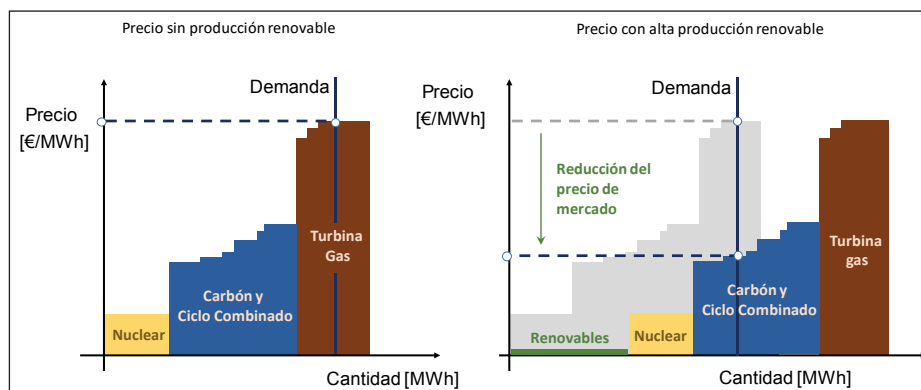 Precio sin producción renovable
Demanda
Precio
[€/MWh]
Turbina
Gas
Carbón y
Ciclo Combinado
Nuclear
Cantidad [MWh]
Precio con alta producción renovable
Demanda
Precio
[€/MWh]
Reducción del
precio de
mercado
Turbina
gas
Carbón y
Ciclo Combinado
Renovables
Nuclear
Cantidad [MWh]